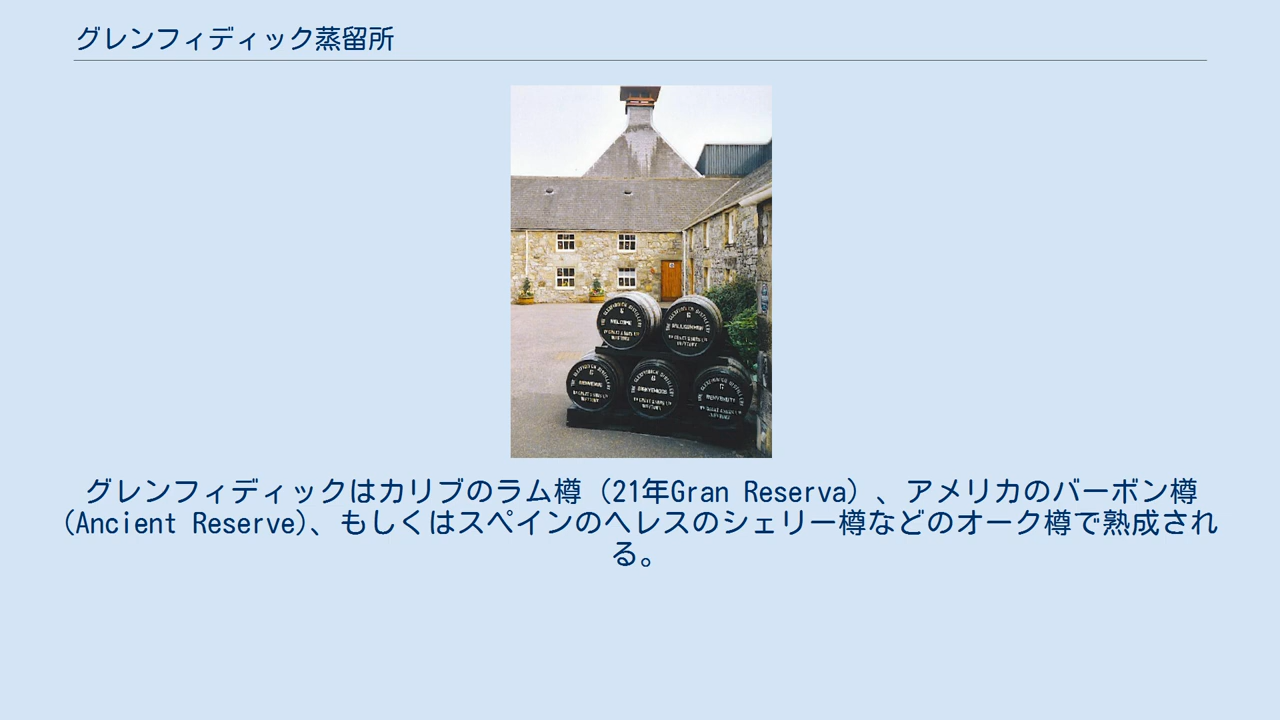 グレンフィディック蒸留所
WELCOME
グレンフィディックはカリブのラム樽（21年Gran Reserva）、アメリカのバーボン樽
(Ancient Reserve)、もしくはスペインのヘレスのシェリー樽などのオーク樽で熟成され
る。